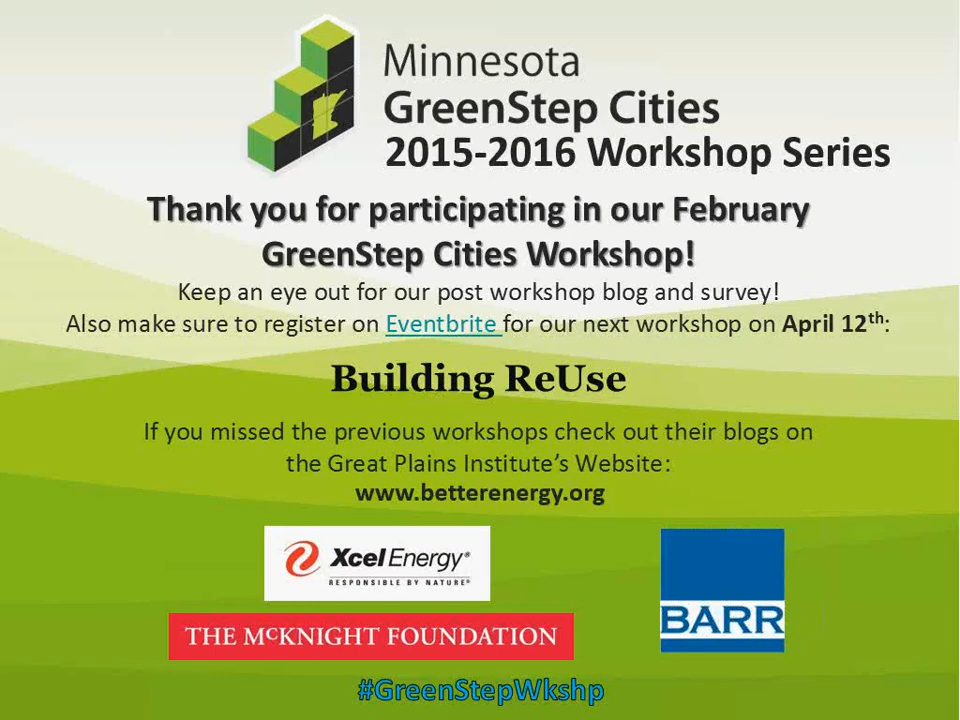 Minnesota
GreenStep Cities
2015-2016 Workshop Series
Thank you for participating in our February
GreenStep Cities Workshop!
Keep an eye out for our post workshop blog and survey!
Also make sure to register on Eventbrite for our next workshop on April 12th:
Building ReUse
If you missed the previous workshops check out their blogs on
the Great Plains Institute's Website:
www.betterenergy.org
Xcel Energy®
RESPONSIBLE BY NATURE®
BARR
THE McKNIGHT FOUNDATION
#GreenStepWkshp